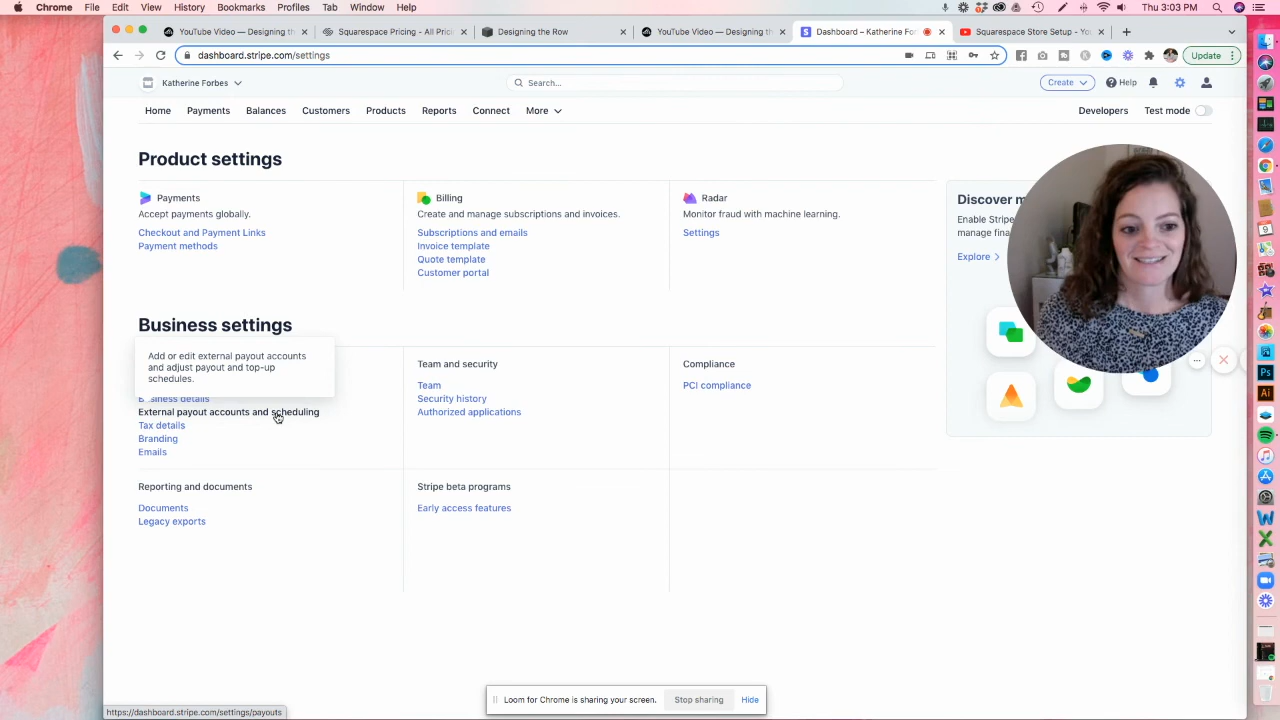 Chrome File Edit View History Bookmarks Profiles Tab Window Help
Thu 3:03 PM
YouTube Video — Designing th
Squarespace Pricing - All Prici
Designing the Row
YouTube Video — Designing th
Dashboard – Katherine For
Squarespace Store Setup - Yo
dashboard.stripe.com/settings
Update
Katherine Forbes
Search...
Create
Help
Home Payments Balances Customers Products Reports Connect More
Developers Test mode
Product settings
Payments
Accept payments globally.
Checkout and Payment Links
Payment methods
Billing
Create and manage subscriptions and invoices.
Subscriptions and emails
Invoice template
Quote template
Customer portal
Radar
Monitor fraud with machine learning.
Settings
Discover m
Enable Stripe
manage fina
Explore
Business settings
Add or edit external payout accounts
and adjust payout and top-up
schedules.
Business details
External payout accounts and scheduling
Tax details
Branding
Emails
Team and security
Team
Security history
Authorized applications
Compliance
PCI compliance
Reporting and documents
Documents
Legacy exports
Stripe beta programs
Early access features
Loom for Chrome is sharing your screen.
Stop sharing
Hide
https://dashboard.stripe.com/settings/payouts
Ps
Ai